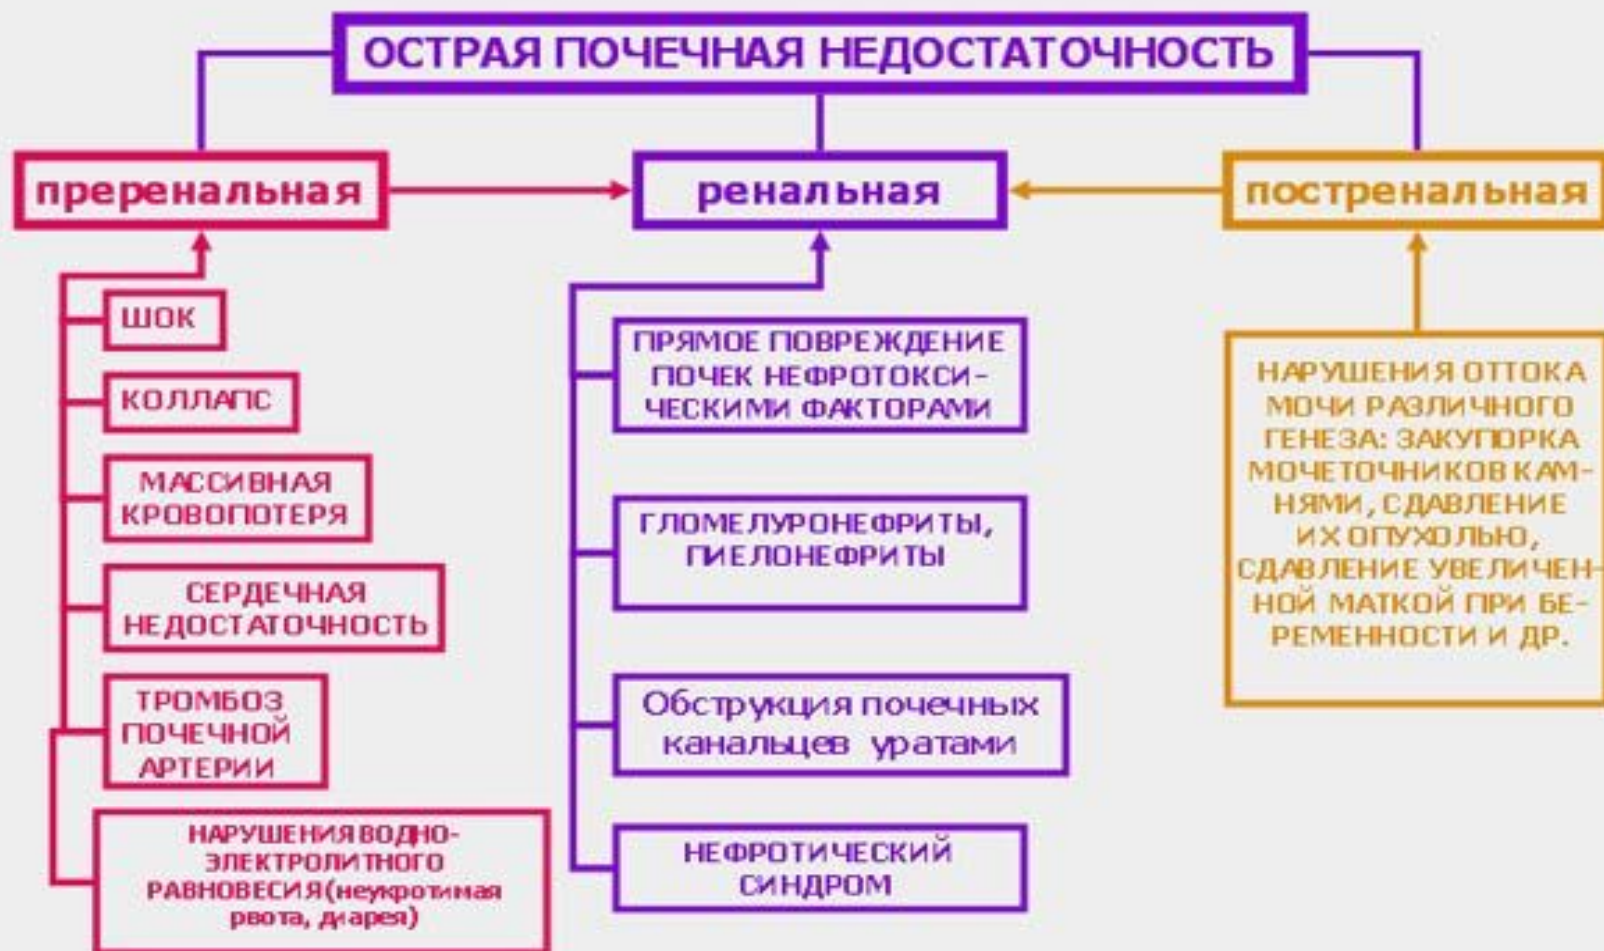 ОСТРАЯ ПОЧЕЧНАЯ НЕДОСТАТОЧНОСТЬ
преренальная
ренальная
постренальная
ШОК
КОЛЛАПС
МАССИВНАЯ
КРОВОПОТЕРЯ
СЕРДЕЧНАЯ
НЕДОСТАТОЧНОСТЬ
ТРОМБОЗ
ПОЧЕЧНОЙ
АРТЕРИИ
НАРУШЕНИЯ ВОДНО-
ЭЛЕКТРОЛИТНОГО
РАВНОВЕСИЯ (неукротимая
рвота, диарея)
ПРЯМОЕ ПОВРЕЖДЕНИЕ
ПОЧЕК НЕФРОТОКСИ-
ЧЕСКИМИ ФАКТОРАМИ
ГЛОМЕЛУРОНЕФРИТЫ,
ПИЕЛОНЕФРИТЫ
Обструкция почечных
канальцев уратами
НЕФРОТИЧЕСКИЙ
СИНДРОМ
НАРУШЕНИЯ ОТТОКА
МОЧИ РАЗЛИЧНОГО
ГЕНЕЗА: ЗАКУПОРКА
МОЧЕТОЧНИКОВ КАМ-
НЯМИ, СДАВЛЕНИЕ
ИХ ОПУХОЛЬЮ,
СДАВЛЕНИЕ УВЕЛИЧЕН-
НОЙ МАТКОЙ ПРИ БЕ-
РЕМЕННОСТИ И ДР.